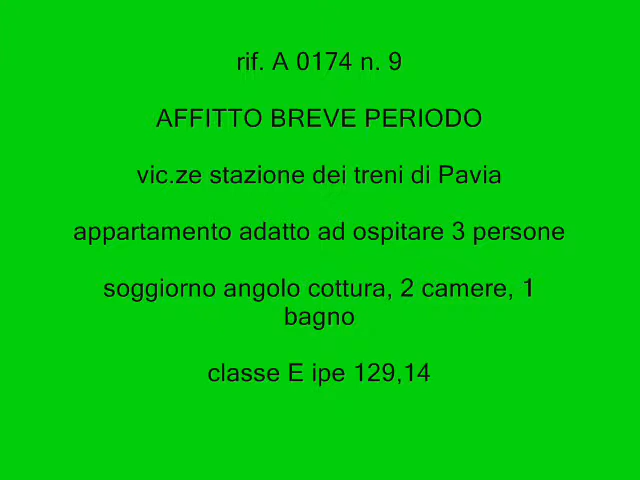 rif. A 0174 n. 9
AFFITTO BREVE PERIODO
vic.ze stazione dei treni di Pavia
appartamento adatto ad ospitare 3 persone
soggiorno angolo cottura, 2 camere, 1
bagno
classe E ipe 129,14